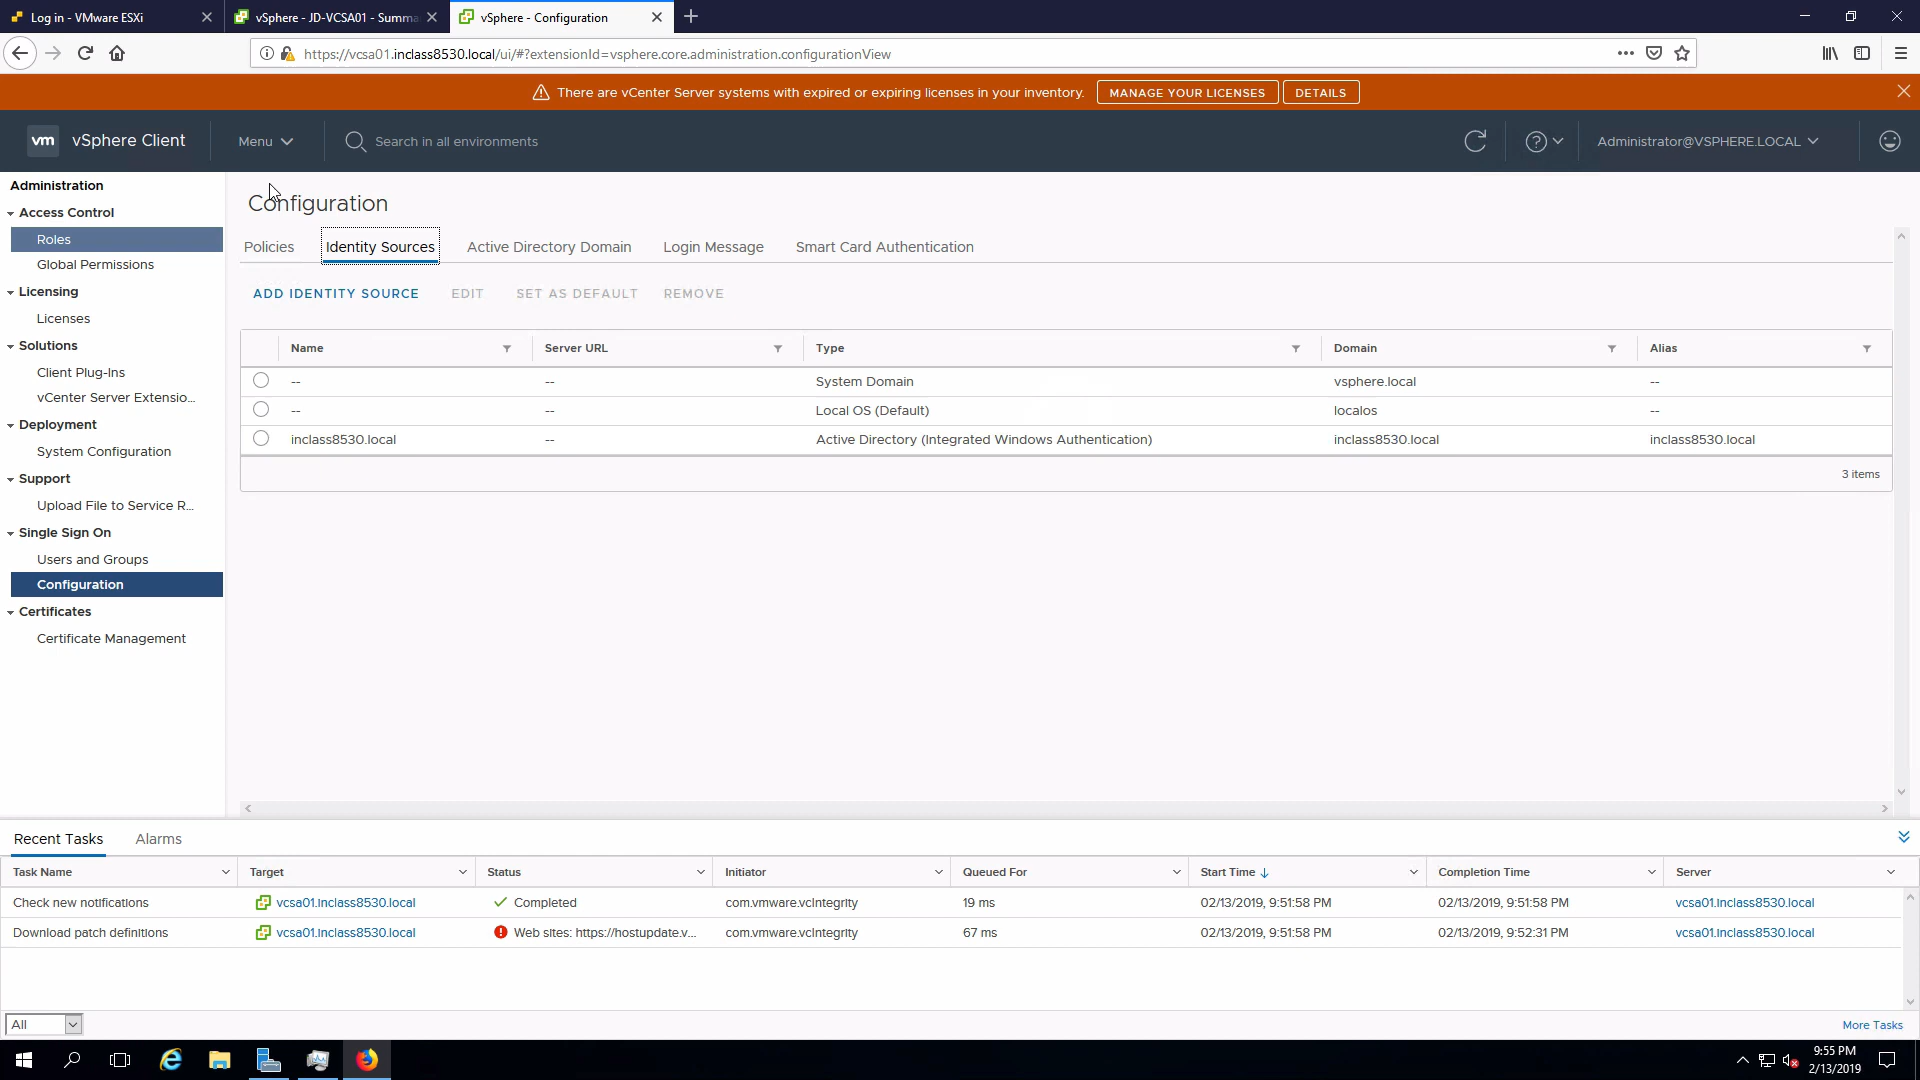 Log in - VMware ESXi
vSphere - JD-VCSA01 - Summa
vSphere - Configuration
https://vcsa01.inclass8530.local/ui/#?extensionId=vsphere.core.administration.configurationView
There are vCenter Server systems with expired or expiring licenses in your inventory.
MANAGE YOUR LICENSES
DETAILS
vm
vSphere Client
Menu
Search in all environments
Administrator@VSPHERE.LOCAL
Administration
Access Control
Roles
Global Permissions
Licensing
Licenses
Solutions
Client Plug-Ins
vCenter Server Extensio...
Deployment
System Configuration
Support
Upload File to Service R...
Single Sign On
Users and Groups
Configuration
Certificates
Certificate Management
Configuration
Policies
Identity Sources
Active Directory Domain
Login Message
Smart Card Authentication
ADD IDENTITY SOURCE
EDIT
SET AS DEFAULT
REMOVE
Name Server URL Type Domain Alias
-- -- System Domain vsphere.local --
-- -- Local OS (Default) localos --
inclass8530.local -- Active Directory (Integrated Windows Authentication) inclass8530.local inclass8530.local
3 items
Recent Tasks
Alarms
Task Name Target Status Initiator Queued For Start Time Completion Time Server
Check new notifications vcsa01.inclass8530.local Completed com.vmware.vcIntegrity 19 ms 02/13/2019, 9:51:58 PM 02/13/2019, 9:51:58 PM vcsa01.inclass8530.local
Download patch definitions vcsa01.inclass8530.local Web sites: https://hostupdate.v... com.vmware.vcIntegrity 67 ms 02/13/2019, 9:51:58 PM 02/13/2019, 9:52:31 PM vcsa01.inclass8530.local
All
More Tasks
9:55 PM
2/13/2019